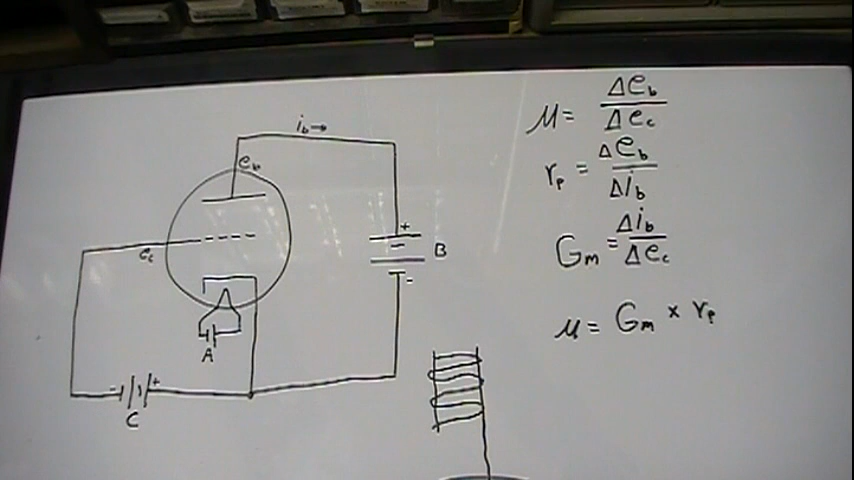 i_b→
e_b
e_c
+
B
-
A
- +
C
μ = Δe_b / Δe_c
r_p = Δe_b / Δi_b
G_m = Δi_b / Δe_c
μ = G_m × r_p